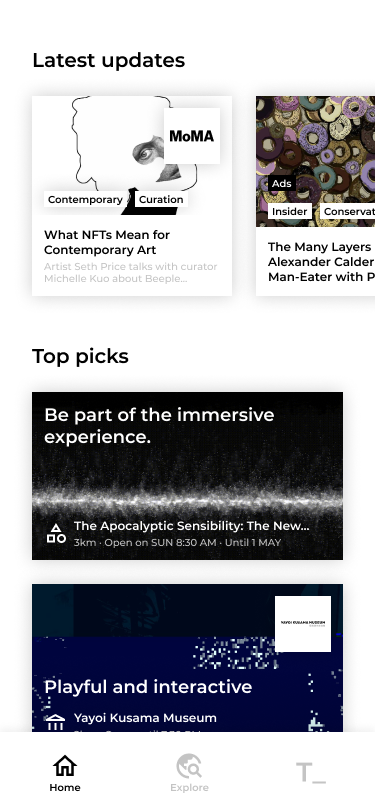 Latest updates
MoMA
Contemporary
Curation
What NFTs Mean for
Contemporary Art
Artist Seth Price talks with curator
Michelle Kuo about Beeple...
Ads
Insider
Conservat
The Many Layers
Alexander Calder
Man-Eater with P
Top picks
Be part of the immersive
experience.
The Apocalyptic Sensibility: The New...
3km · Open on SUN 8:30 AM · Until 1 MAY
YAYOI KUSAMA MUSEUM
Playful and interactive
Yayoi Kusama Museum
Home
Explore
T_